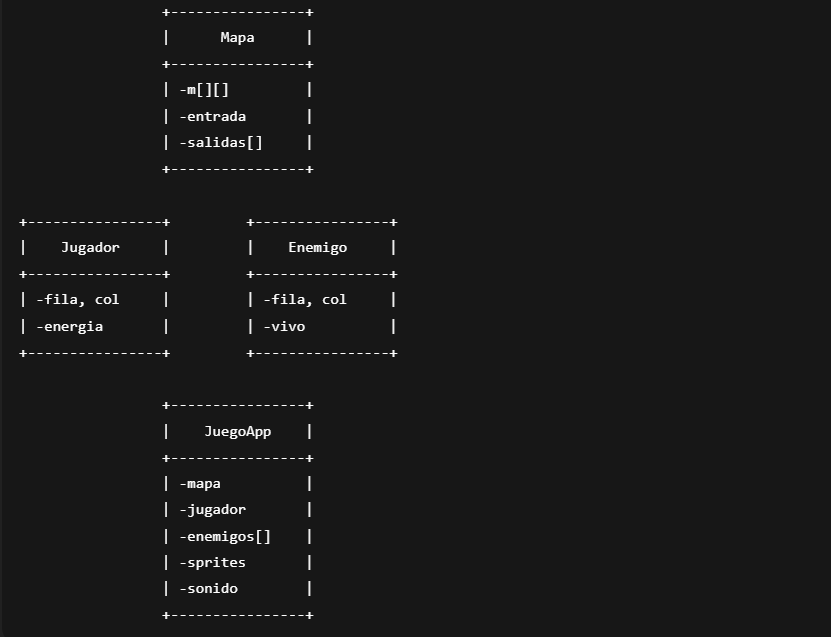 +----------------+
                 |      Mapa      |
                 +----------------+
                 | -m[][]         |
                 | -entrada       |
                 | -salidas[]     |
                 +----------------+

+----------------+         +----------------+
|    Jugador     |         |    Enemigo     |
+----------------+         +----------------+
| -fila, col     |         | -fila, col     |
| -energia       |         | -vivo          |
+----------------+         +----------------+

                 +----------------+
                 |    JuegoApp    |
                 +----------------+
                 | -mapa          |
                 | -jugador       |
                 | -enemigos[]    |
                 | -sprites       |
                 | -sonido        |
                 +----------------+